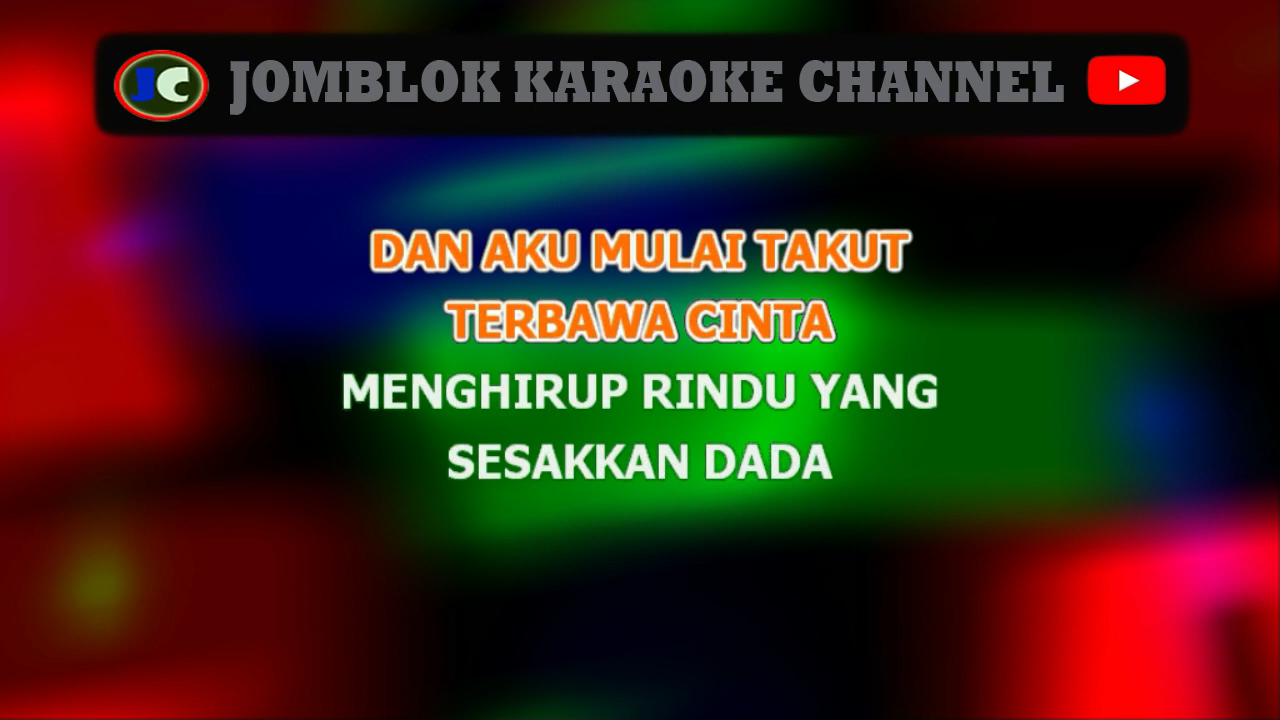 JC JOMBLOK KARAOKE CHANNEL
DAN AKU MULAI TAKUT
TERBAWA CINTA
MENGHIRUP RINDU YANG
SESAKKAN DADA